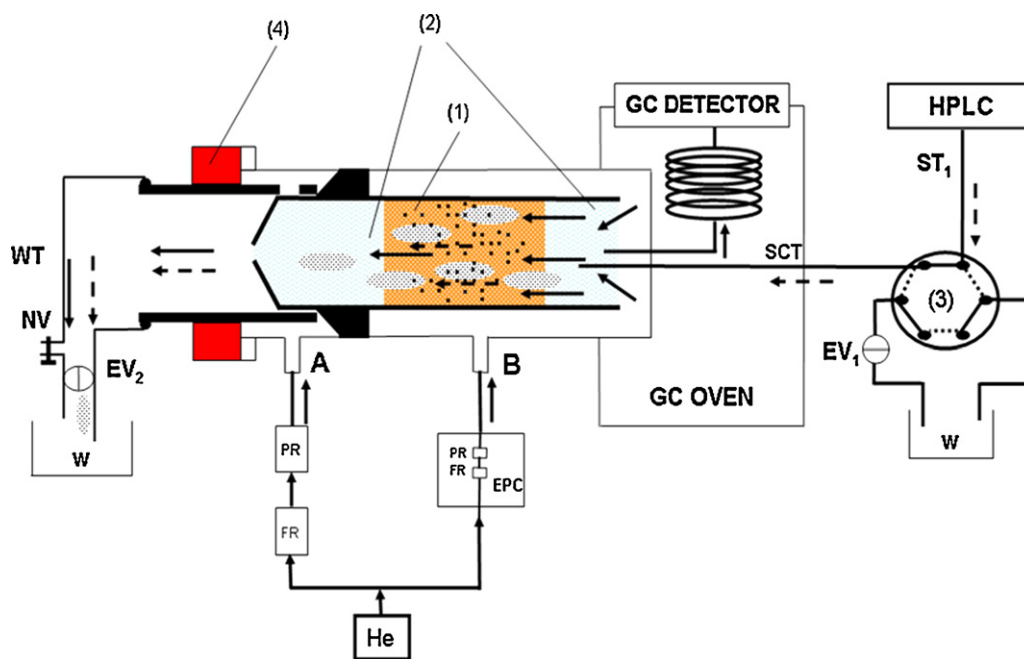 (4)
(2)
(1)
GC DETECTOR
HPLC
ST1
WT
SCT
(3)
NV
EV2
A
B
EV1
GC OVEN
W
W
PR
PR
FR
EPC
FR
He